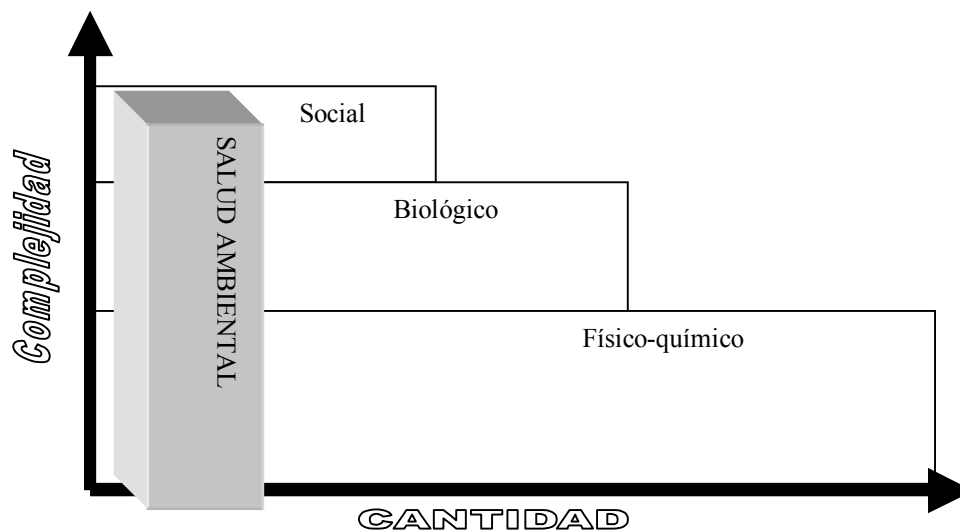 Complejidad
Social
SALUD AMBIENTAL
Biológico
Físico-químico
CANTIDAD